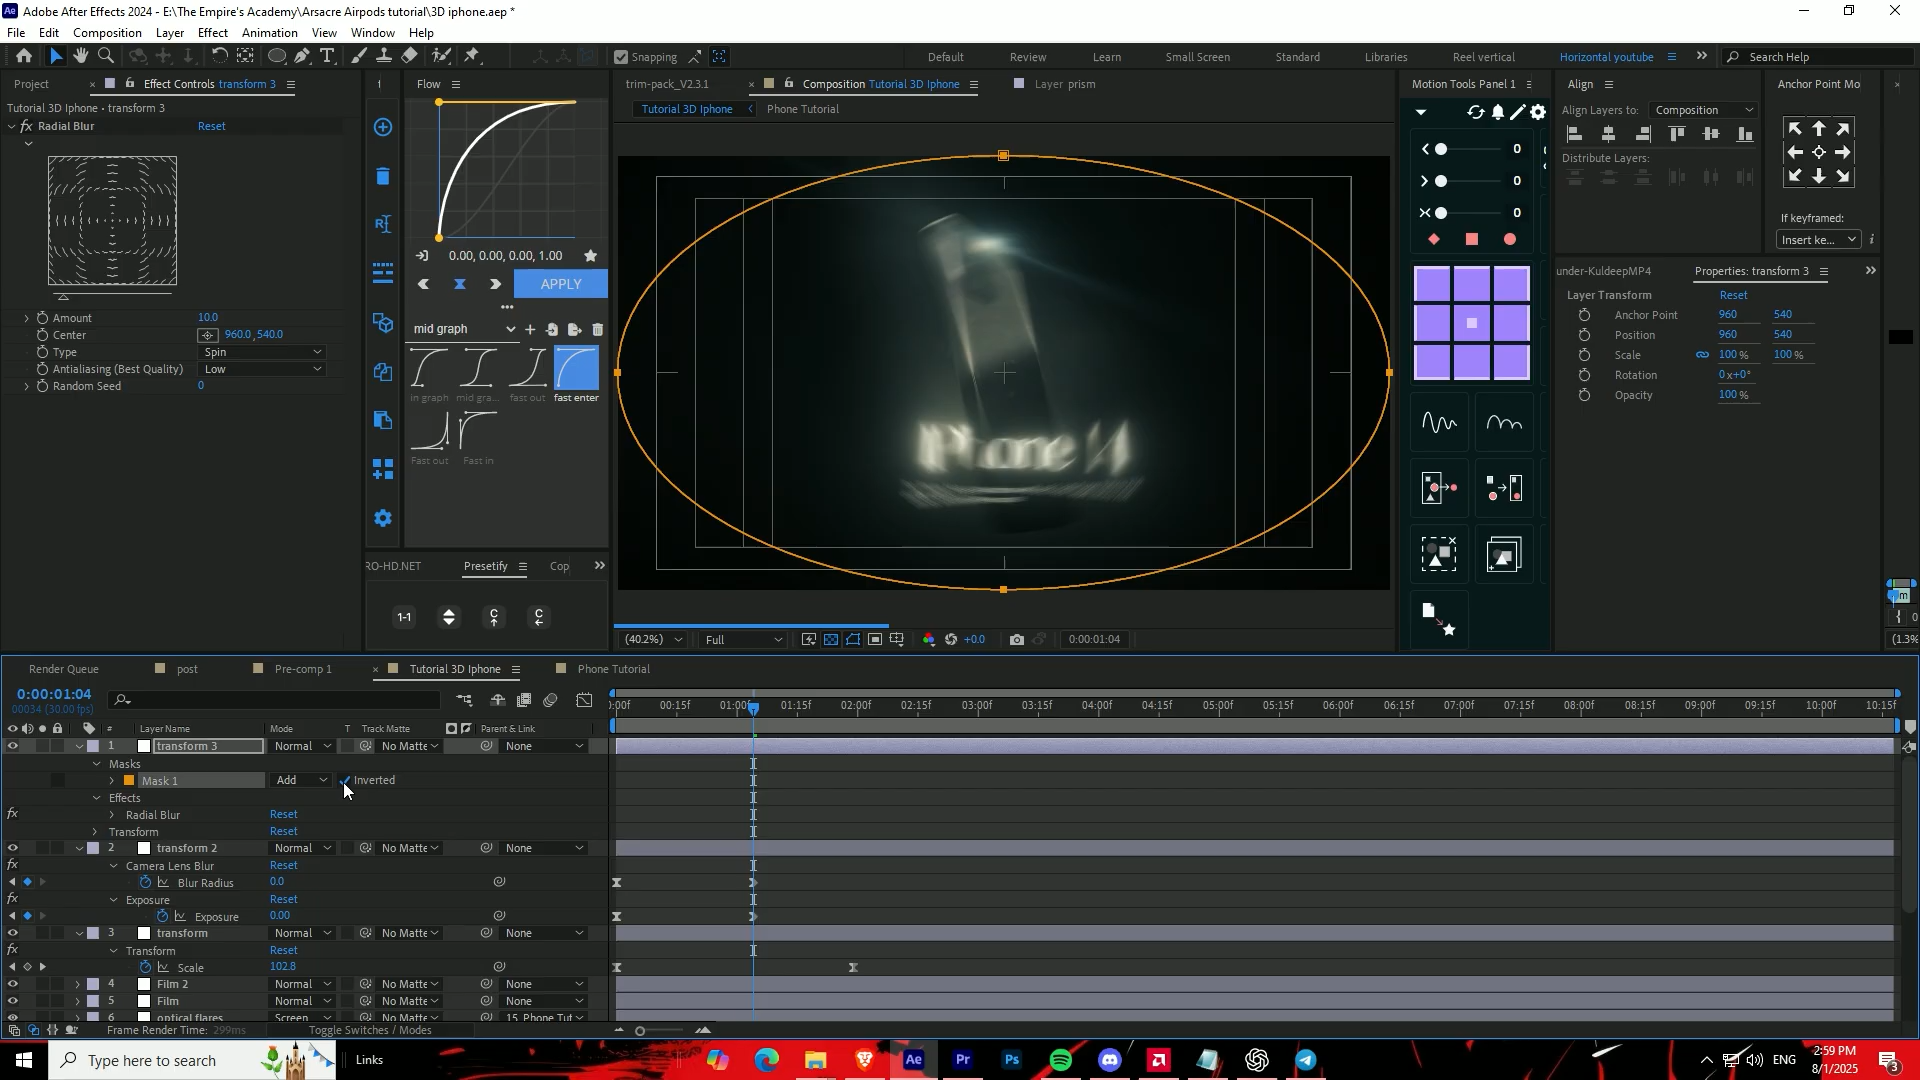 Adobe After Effects 2024 - E:\The Empire's Academy\Arsacre Airpods tutorial\3D iphone.aep *
File Edit Composition Layer Effect Animation View Window Help
Snapping
Default Review Learn Small Screen Standard Libraries Reel vertical Horizontal youtube Search Help
Project Effect Controls transform 3 Flow trim-pack_V2.3.1 Composition Tutorial 3D Iphone Layer prism Motion Tools Panel 1 Align Anchor Point Mo
Tutorial 3D Iphone • transform 3
Tutorial 3D Iphone Phone Tutorial
Align Layers to: Composition
fx Radial Blur Reset
Distribute Layers:
0
0
0
If keyframed:
Insert ke...
0.00, 0.00, 0.00, 1.00
APPLY
mid graph
in graph mid gra... fast out fast enter
Fast out Fast in
Amount 10.0
Center 960.0, 540.0
Type Spin
Antialiasing (Best Quality) Low
Random Seed 0
IPhone 14
under-KuldeepMP4 Properties: transform 3
Layer Transform Reset
Anchor Point 960 540
Position 960 540
Scale 100 % 100 %
Rotation 0x+0°
Opacity 100 %
RO-HD.NET Presetify Cop
1-1
(40.2%) Full +0.0 0:00:01:04
(1.3%
Render Queue post Pre-comp 1 Tutorial 3D Iphone Phone Tutorial
0:00:01:04
00034 (30.00 fps)
:00f 00:15f 01:00f 01:15f 02:00f 02:15f 03:00f 03:15f 04:00f 04:15f 05:00f 05:15f 06:00f 06:15f 07:00f 07:15f 08:00f 08:15f 09:00f 09:15f 10:00f 10:15f
# Layer Name Mode T Track Matte Parent & Link
1 transform 3 Normal No Matte None
Masks
Mask 1 Add Inverted
Effects
fx Radial Blur Reset
Transform Reset
2 transform 2 Normal No Matte None
fx Camera Lens Blur Reset
Blur Radius 0.0
fx Exposure Reset
Exposure 0.00
3 transform Normal No Matte None
fx Transform Reset
Scale 102.8
4 Film 2 Normal No Matte None
5 Film Normal No Matte None
6 optical flares Screen No Matte 15. Phone Tut
Frame Render Time: 299ms Toggle Switches / Modes
Type here to search
Links
ENG
2:59 PM
8/1/2025
3